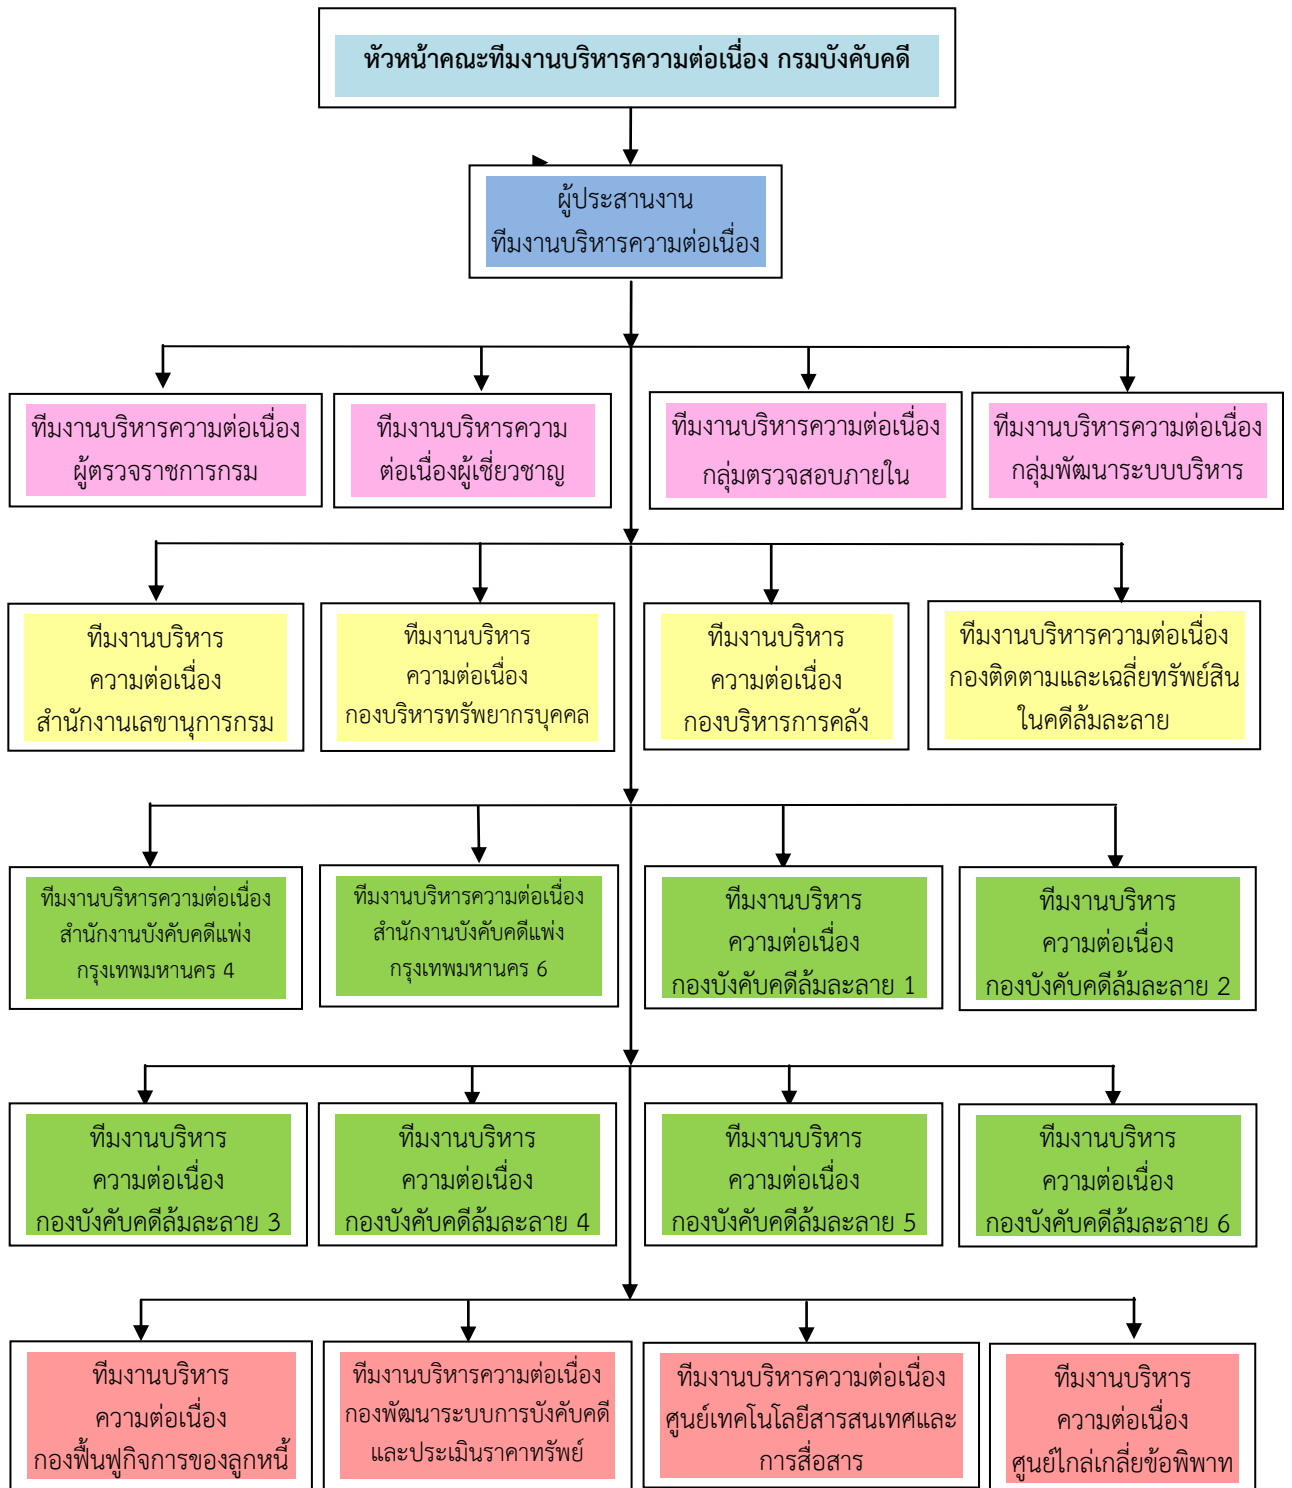 หัวหน้าคณะทีมงานบริหารความต่อเนื่อง กรมบังคับคดี
ผู้ประสานงาน
ทีมงานบริหารความต่อเนื่อง
ทีมงานบริหารความต่อเนื่อง
ผู้ตรวจราชการกรม
ทีมงานบริหารความ
ต่อเนื่องผู้เชี่ยวชาญ
ทีมงานบริหารความต่อเนื่อง
กลุ่มตรวจสอบภายใน
ทีมงานบริหารความต่อเนื่อง
กลุ่มพัฒนาระบบบริหาร
ทีมงานบริหาร
ความต่อเนื่อง
สำนักงานเลขานุการกรม
ทีมงานบริหาร
ความต่อเนื่อง
กองบริหารทรัพยากรบุคคล
ทีมงานบริหาร
ความต่อเนื่อง
กองบริหารการคลัง
ทีมงานบริหารความต่อเนื่อง
กองติดตามและเฉลี่ยทรัพย์สิน
ในคดีล้มละลาย
ทีมงานบริหารความต่อเนื่อง
สำนักงานบังคับคดีแพ่ง
กรุงเทพมหานคร 4
ทีมงานบริหารความต่อเนื่อง
สำนักงานบังคับคดีแพ่ง
กรุงเทพมหานคร 6
ทีมงานบริหาร
ความต่อเนื่อง
กองบังคับคดีล้มละลาย 1
ทีมงานบริหาร
ความต่อเนื่อง
กองบังคับคดีล้มละลาย 2
ทีมงานบริหาร
ความต่อเนื่อง
กองบังคับคดีล้มละลาย 3
ทีมงานบริหาร
ความต่อเนื่อง
กองบังคับคดีล้มละลาย 4
ทีมงานบริหาร
ความต่อเนื่อง
กองบังคับคดีล้มละลาย 5
ทีมงานบริหาร
ความต่อเนื่อง
กองบังคับคดีล้มละลาย 6
ทีมงานบริหาร
ความต่อเนื่อง
กองฟื้นฟูกิจการของลูกหนี้
ทีมงานบริหารความต่อเนื่อง
กองพัฒนาระบบการบังคับคดี
และประเมินราคาทรัพย์
ทีมงานบริหารความต่อเนื่อง
ศูนย์เทคโนโลยีสารสนเทศและ
การสื่อสาร
ทีมงานบริหาร
ความต่อเนื่อง
ศูนย์ไกล่เกลี่ยข้อพิพาท